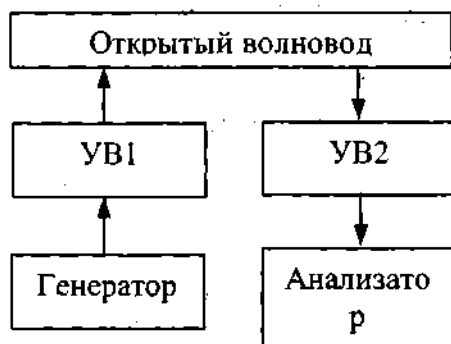 Открытый волновод
УВ1
УВ2
Генератор
Анализато
р